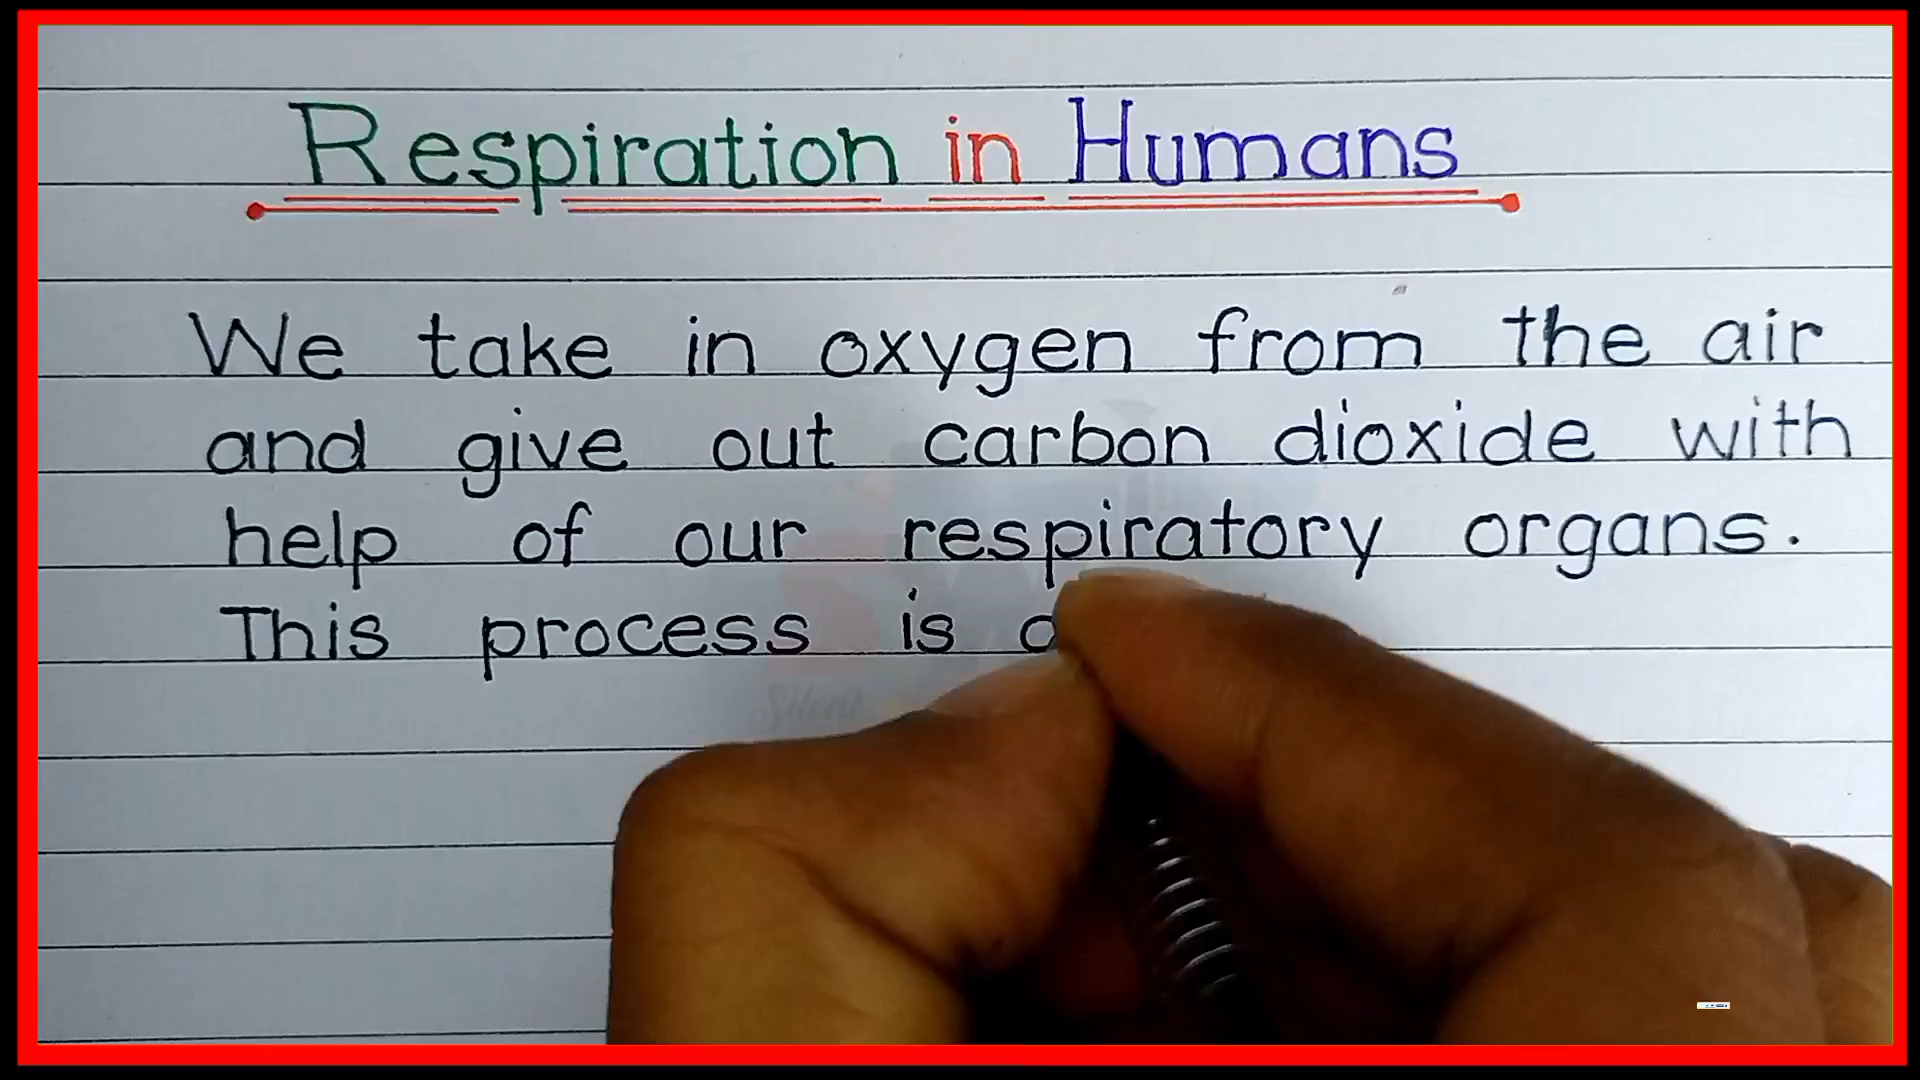 Respiration in Humans
We take in oxygen from the air
and give out carbon dioxide with
help of our respiratory organs.
This process is
Silent